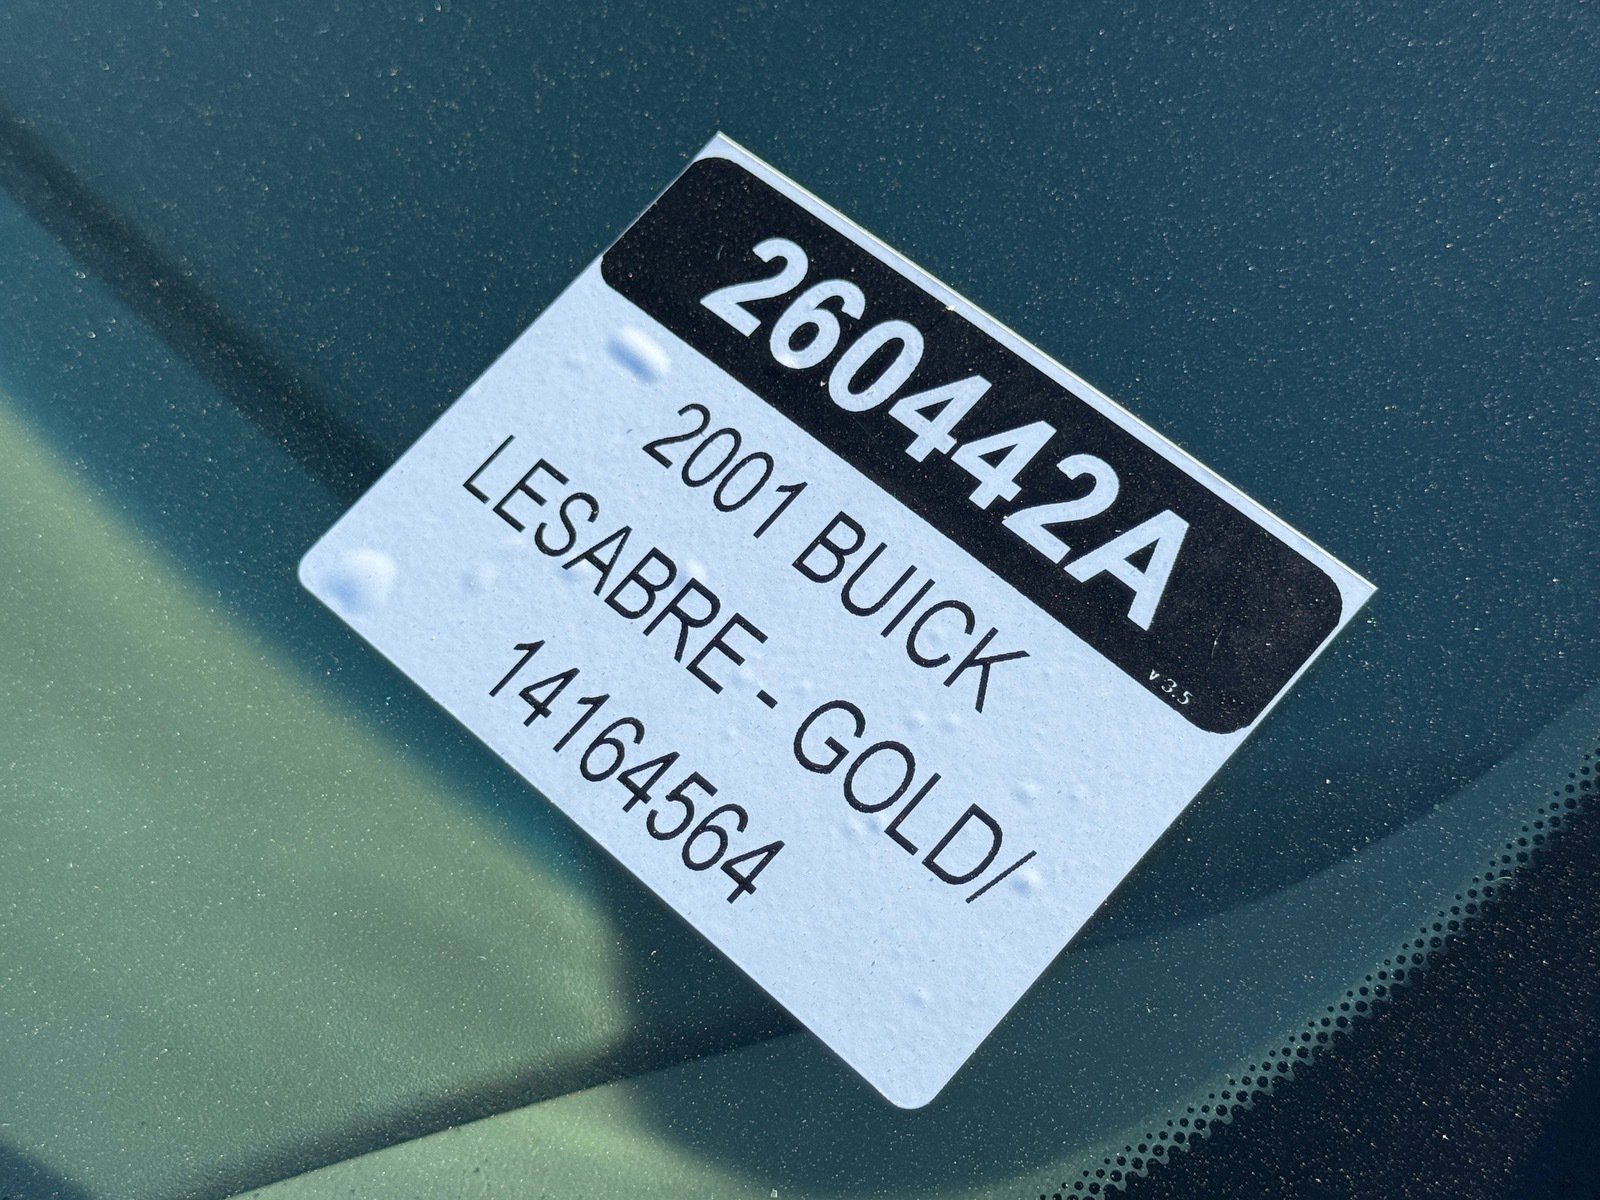 260442A
v3.5
2001 BUICK
LESABRE - GOLD/
14164564